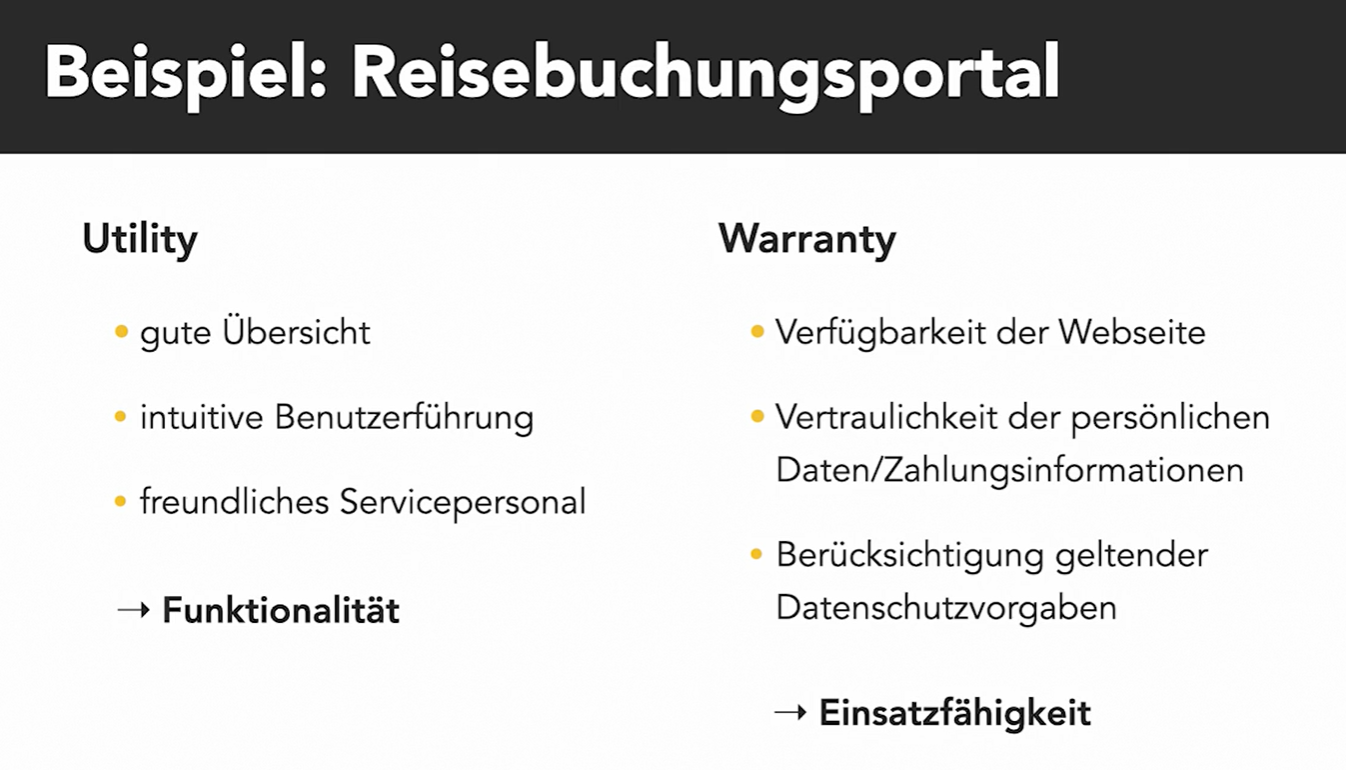 Beispiel: Reisebuchungsportal
Utility
• gute Übersicht
• intuitive Benutzerführung
• freundliches Servicepersonal
→ Funktionalität
Warranty
• Verfügbarkeit der Webseite
• Vertraulichkeit der persönlichen
Daten/Zahlungsinformationen
• Berücksichtigung geltender
Datenschutzvorgaben
→ Einsatzfähigkeit